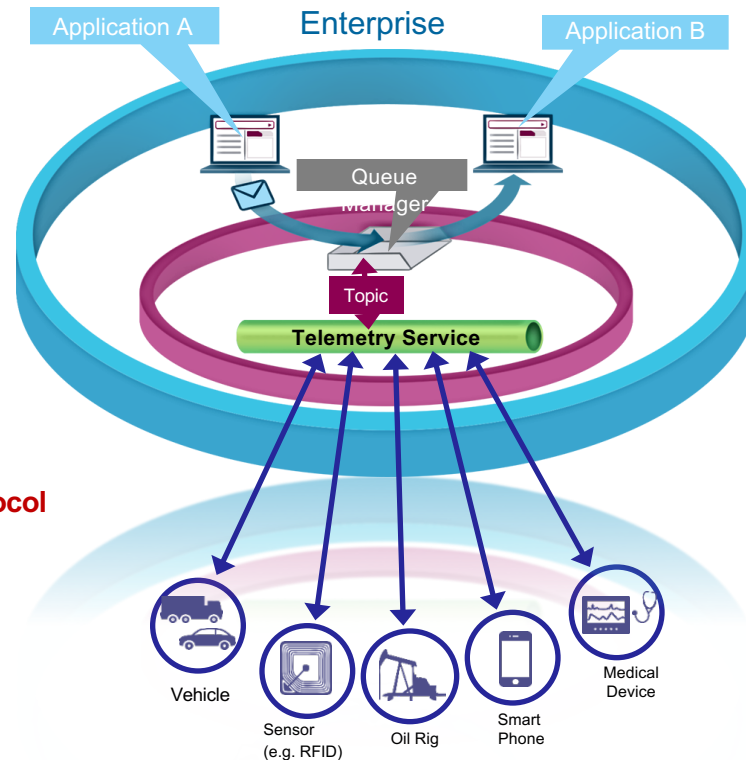 Enterprise
Application A
Application B
Queue
Manager
Topic
Telemetry Service
ocol
Vehicle
Sensor
(e.g. RFID)
Oil Rig
Smart
Phone
Medical
Device